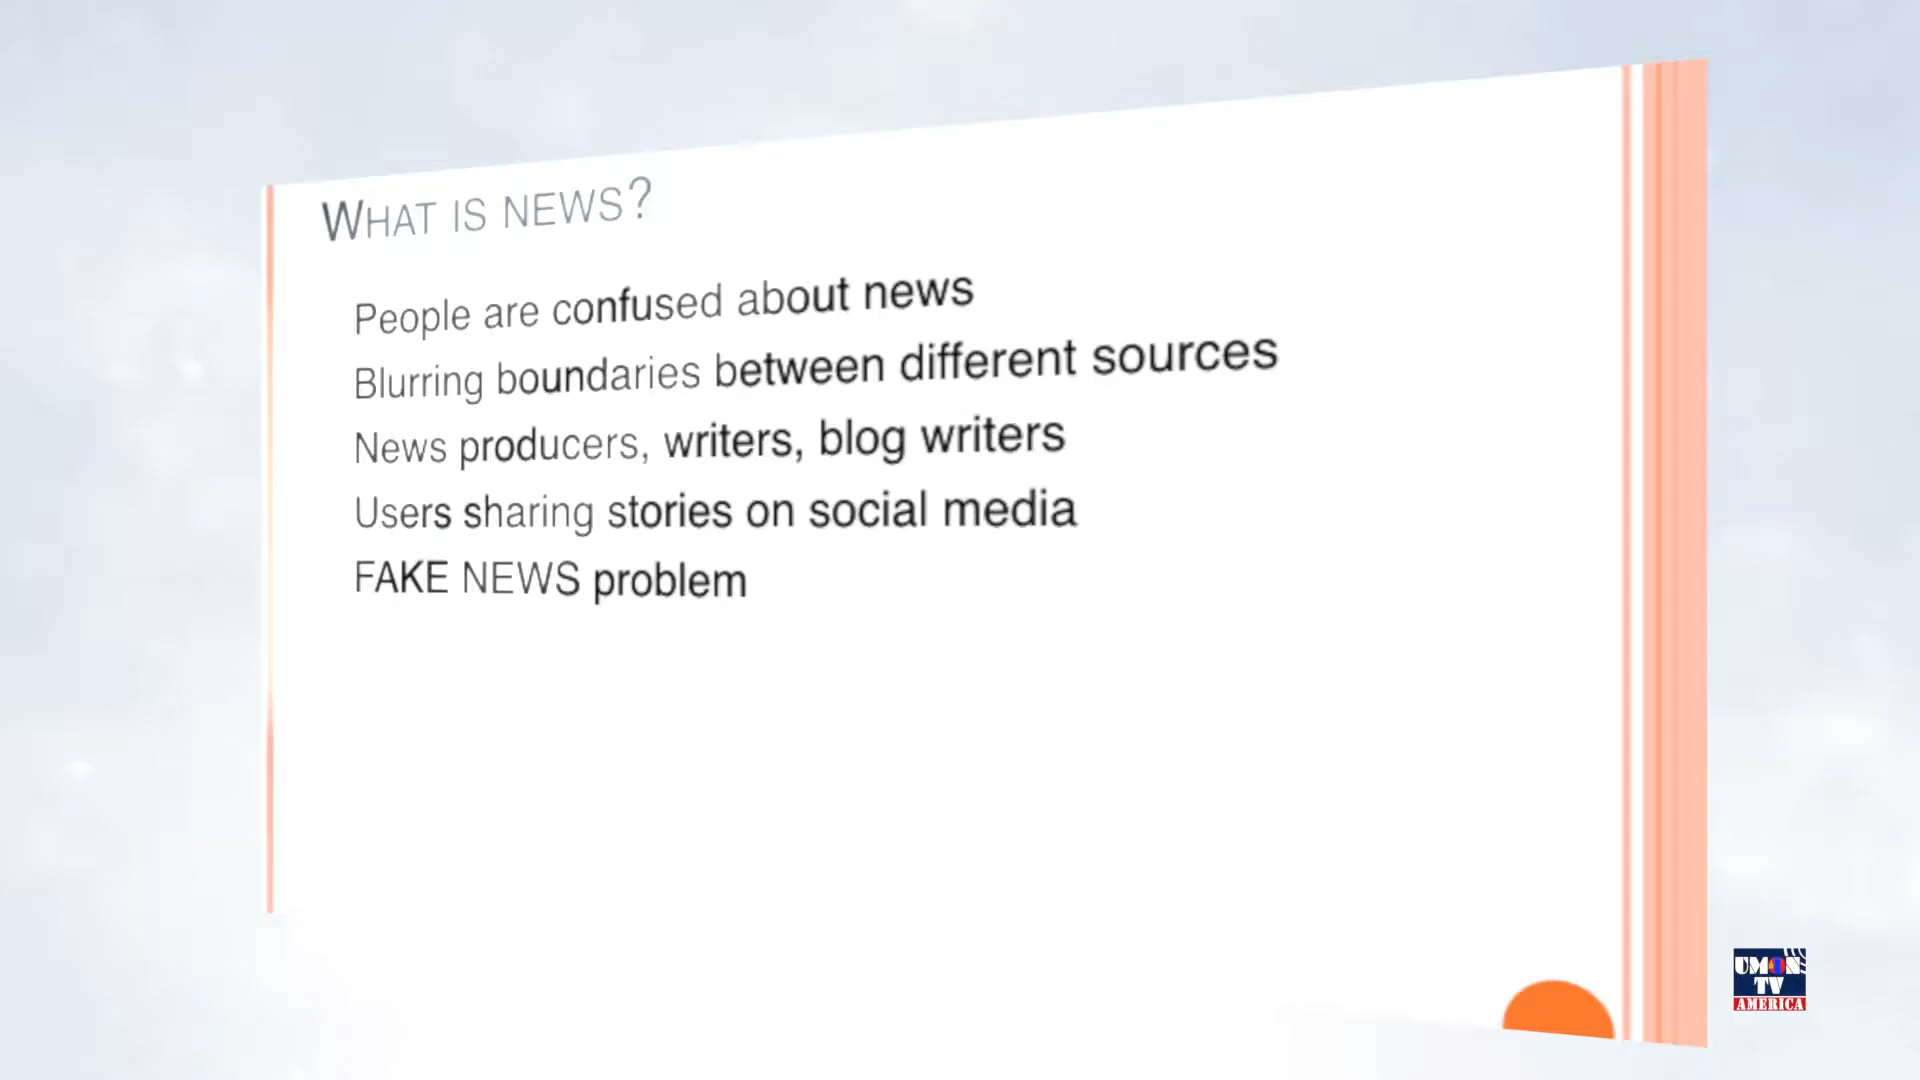 WHAT IS NEWS?
People are confused about news
Blurring boundaries between different sources
News producers, writers, blog writers
Users sharing stories on social media
FAKE NEWS problem
UMON
TV
AMERICA